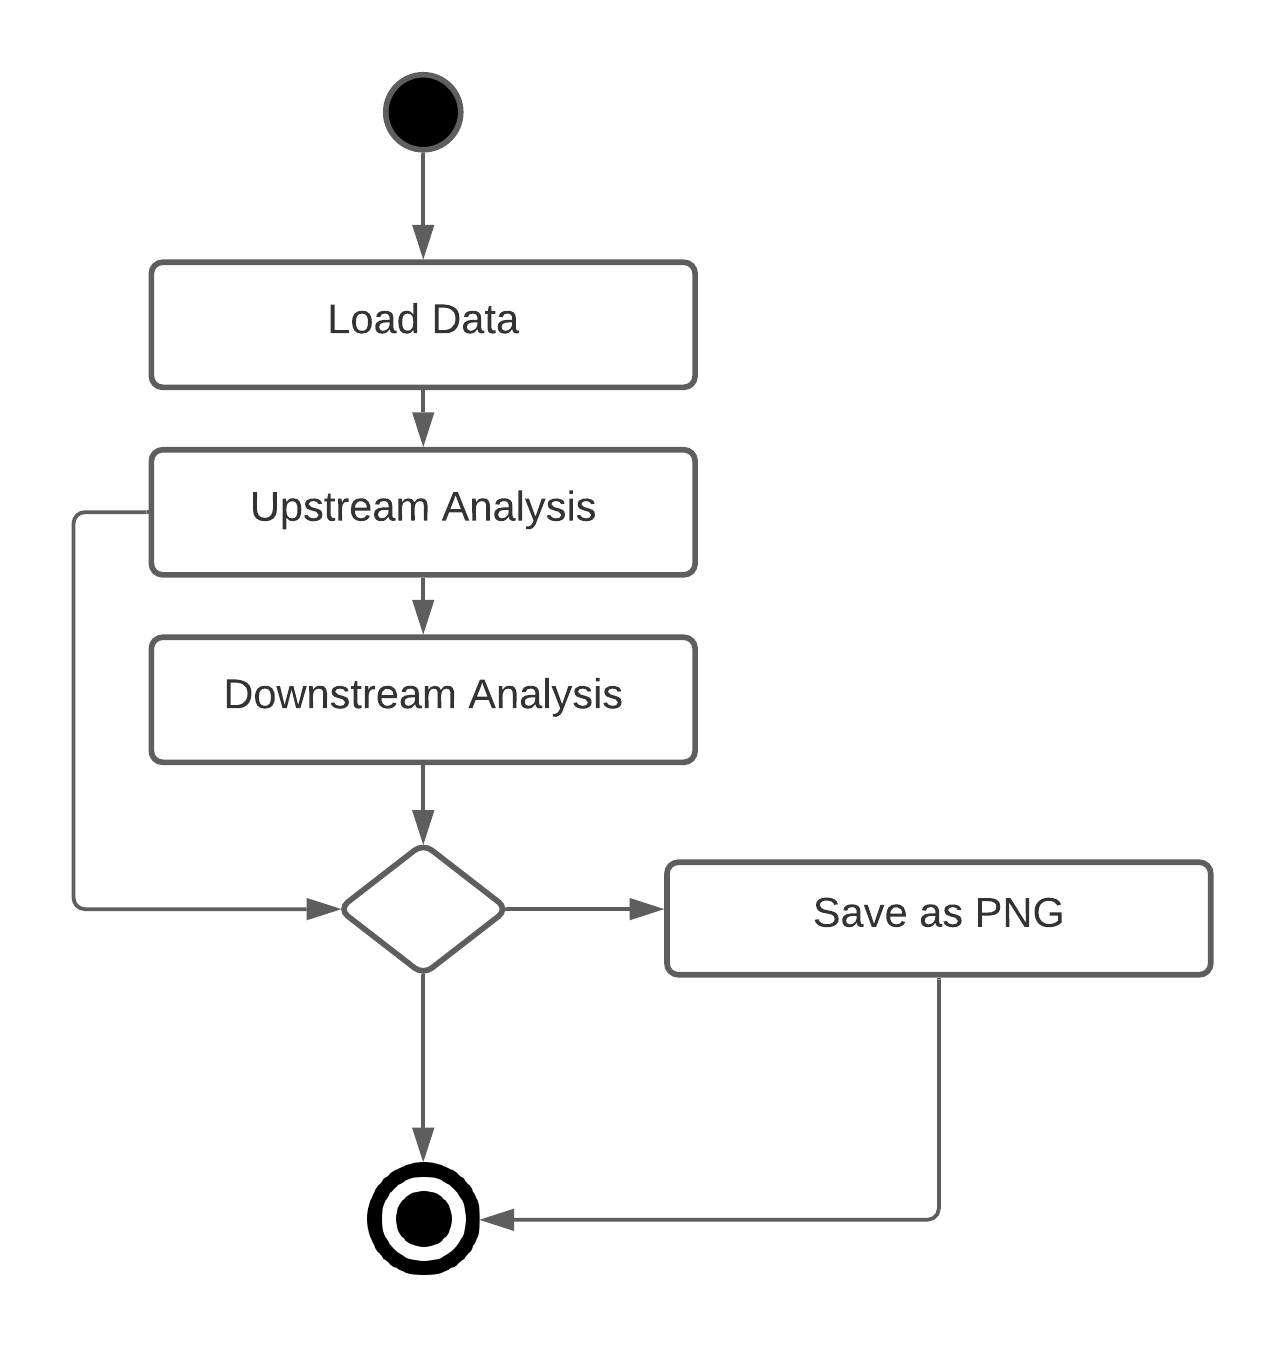 Load Data
Upstream Analysis
Downstream Analysis
Save as PNG